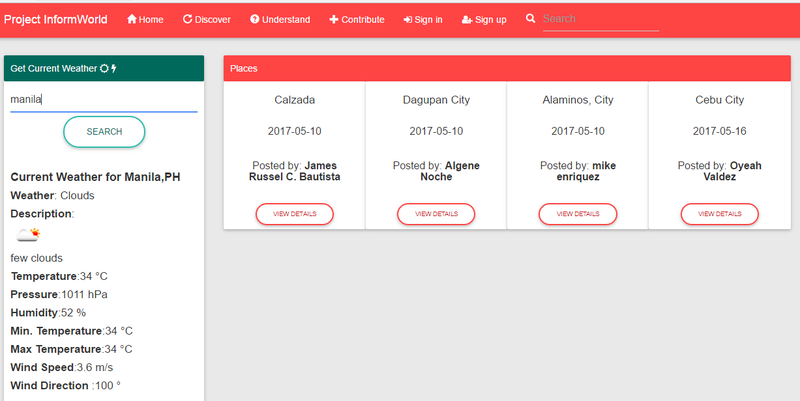 Project InformWorld Home Discover Understand Contribute Sign in Sign up Search
Get Current Weather
manila
SEARCH
Current Weather for Manila,PH
Weather: Clouds
Description:
few clouds
Temperature:34 °C
Pressure:1011 hPa
Humidity:52 %
Min. Temperature:34 °C
Max Temperature:34 °C
Wind Speed:3.6 m/s
Wind Direction :100 °
Places
Calzada
2017-05-10
Posted by: James
Russel C. Bautista
VIEW DETAILS
Dagupan City
2017-05-10
Posted by: Algene
Noche
VIEW DETAILS
Alaminos, City
2017-05-10
Posted by: mike
enriquez
VIEW DETAILS
Cebu City
2017-05-16
Posted by: Oyeah
Valdez
VIEW DETAILS